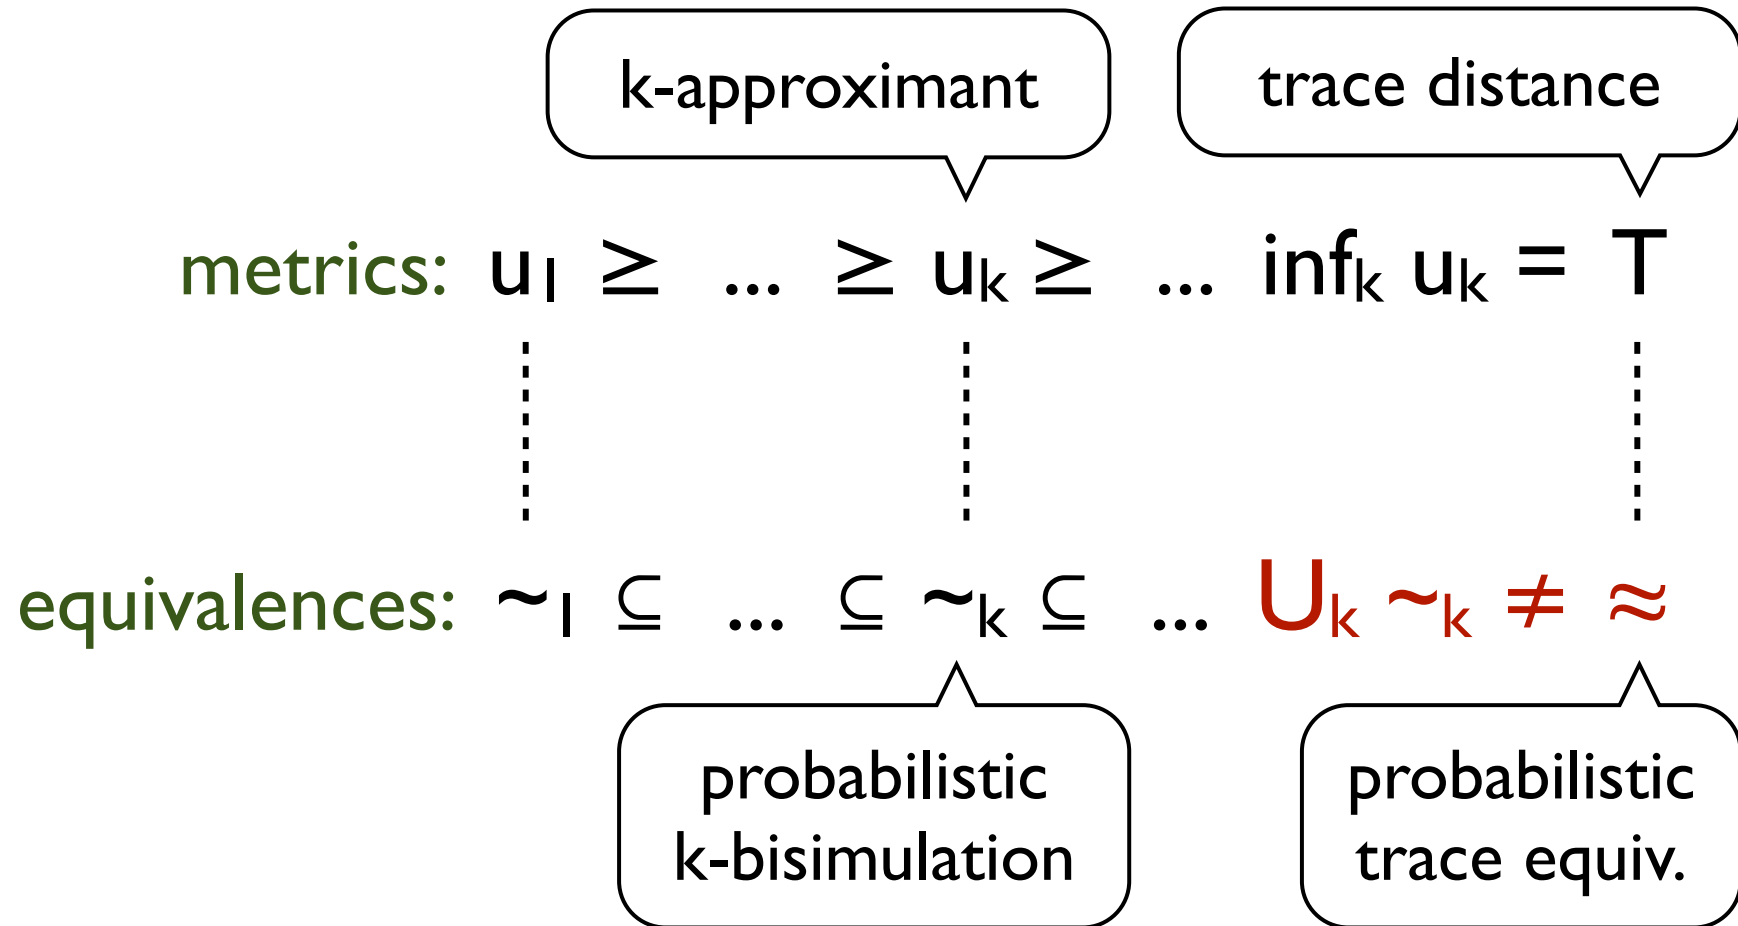 k-approximant
trace distance
metrics: u₁ ≥ ... ≥ uₖ ≥ ... infₖ uₖ = T
equivalences: ~₁ ⊆ ... ⊆ ~ₖ ⊆ ... ∪ₖ ~ₖ ≠ ≈
probabilistic
k-bisimulation
probabilistic
trace equiv.